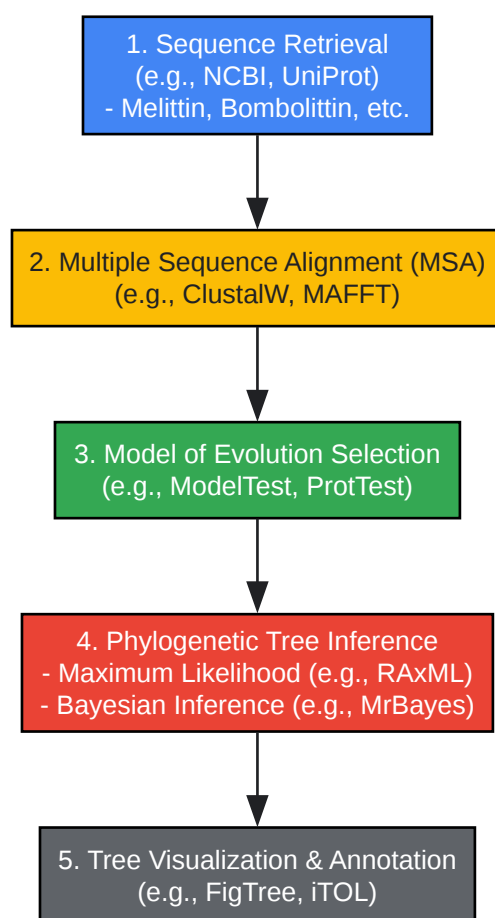 1. Sequence Retrieval
(e.g., NCBI, UniProt)
- Melittin, Bombolittin, etc.
2. Multiple Sequence Alignment (MSA)
(e.g., ClustalW, MAFFT)
3. Model of Evolution Selection
(e.g., ModelTest, ProtTest)
4. Phylogenetic Tree Inference
- Maximum Likelihood (e.g., RAxML)
- Bayesian Inference (e.g., MrBayes)
5. Tree Visualization & Annotation
(e.g., FigTree, iTOL)